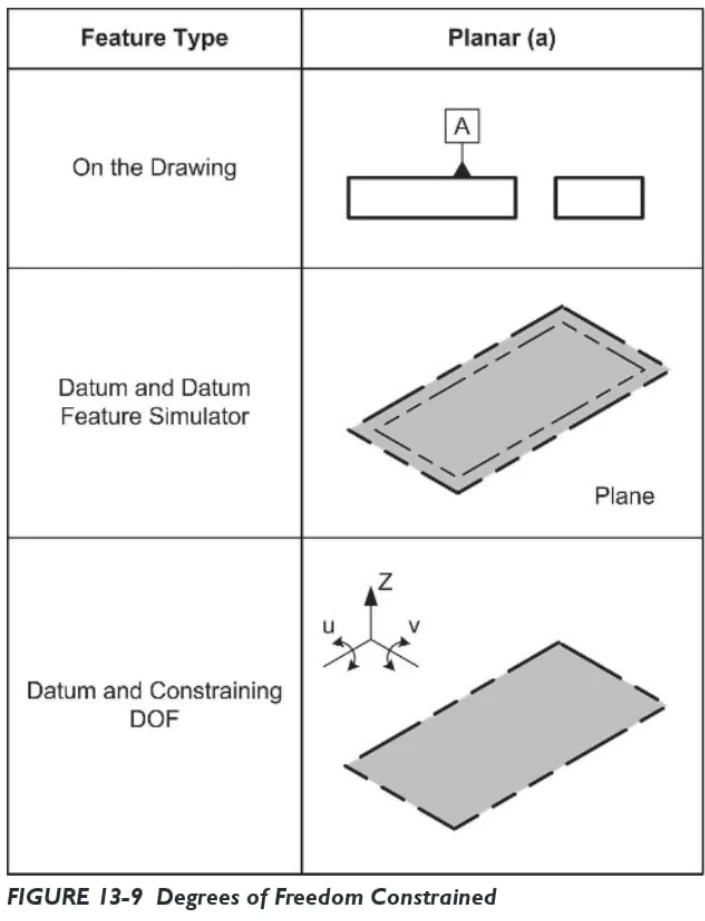 Feature Type
Planar (a)
On the Drawing
A
Datum and Datum
Feature Simulator
Plane
Datum and Constraining
DOF
Z
u
v
FIGURE 13-9 Degrees of Freedom Constrained